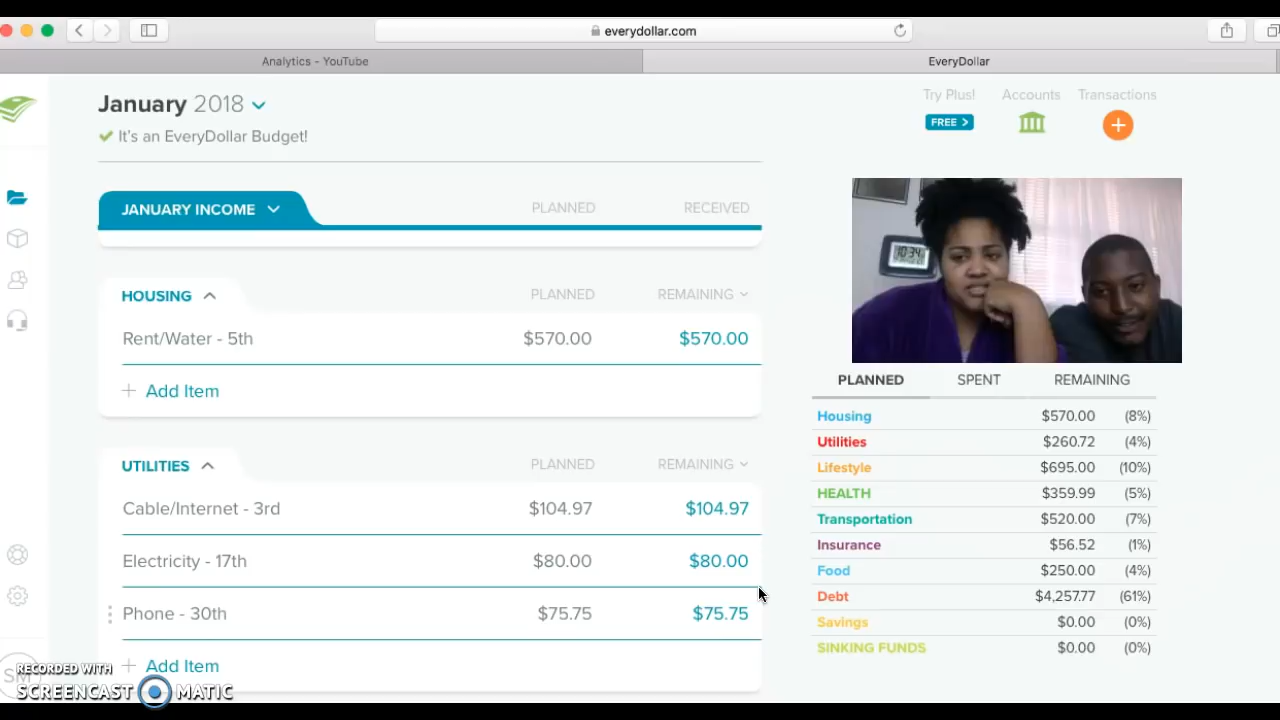 everydollar.com
Analytics - YouTube
EveryDollar
January 2018
It's an EveryDollar Budget!
Try Plus! Accounts Transactions
FREE >
JANUARY INCOME PLANNED RECEIVED
10:34
HOUSING PLANNED REMAINING
Rent/Water - 5th $570.00 $570.00
+ Add Item
UTILITIES PLANNED REMAINING
Cable/Internet - 3rd $104.97 $104.97
Electricity - 17th $80.00 $80.00
Phone - 30th $75.75 $75.75
+ Add Item
PLANNED SPENT REMAINING
Housing $570.00 (8%)
Utilities $260.72 (4%)
Lifestyle $695.00 (10%)
HEALTH $359.99 (5%)
Transportation $520.00 (7%)
Insurance $56.52 (1%)
Food $250.00 (4%)
Debt $4,257.77 (61%)
Savings $0.00 (0%)
SINKING FUNDS $0.00 (0%)
SM
RECORDED WITH
SCREENCAST MATIC